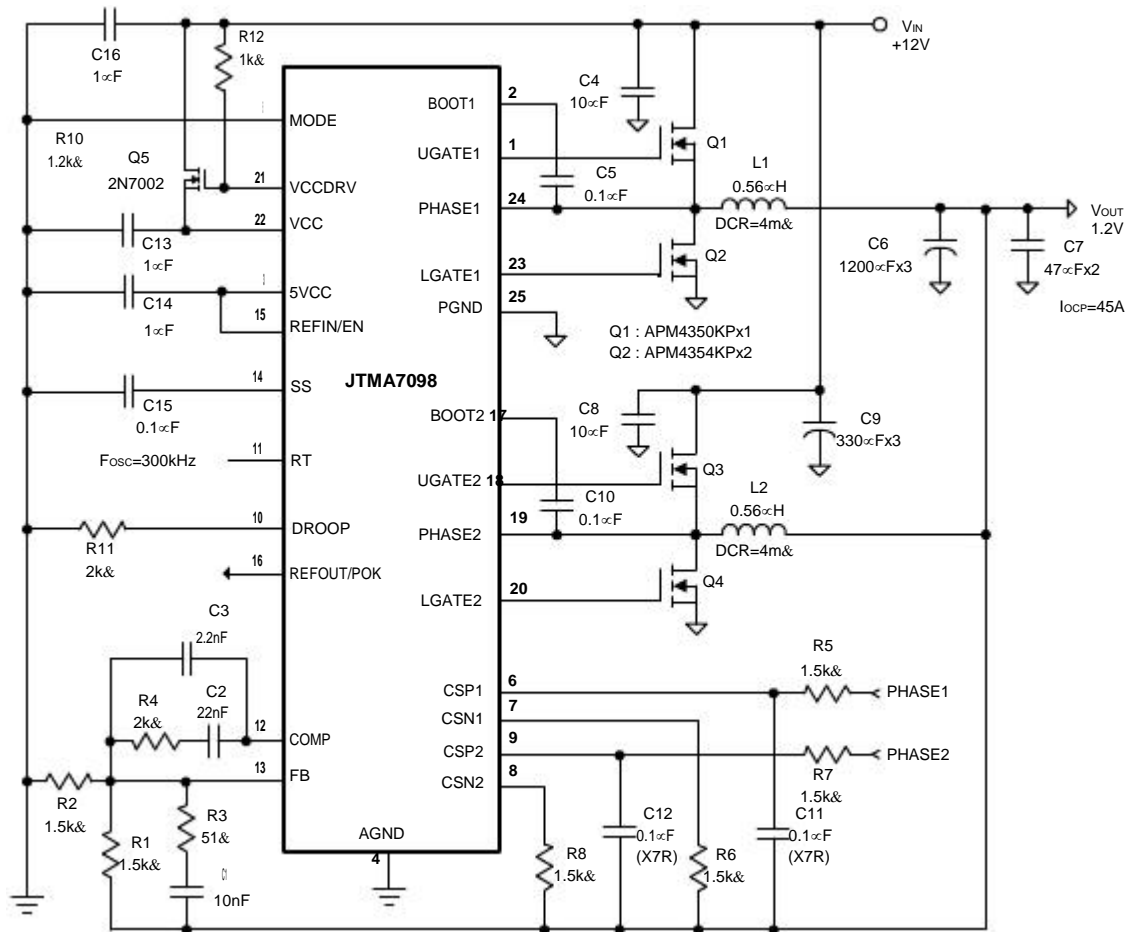 C16
1∝F
R12
1k&
VIN
+12V
C4
10∝F
2
BOOT1
MODE
R10
1.2k&
Q5
2N7002
1
UGATE1
Q1
C5
0.1∝F
L1
0.56∝H
DCR=4m&
21
VCCDRV
24
PHASE1
VOUT
1.2V
22
VCC
C13
1∝F
C6
1200∝Fx3
C7
47∝Fx2
Q2
23
LGATE1
5VCC
C14
1∝F
25
PGND
IOCP=45A
15
REFIN/EN
Q1 : APM4350KPx1
Q2 : APM4354KPx2
JTMA7098
14
SS
C15
0.1∝F
BOOT2 17
C8
10∝F
C9
330∝Fx3
FOSC=300kHz
11
RT
UGATE2 18
Q3
C10
0.1∝F
L2
0.56∝H
DCR=4m&
10
DROOP
R11
2k&
19
PHASE2
16
REFOUT/POK
Q4
20
LGATE2
C3
2.2nF
R4
2k&
C2
22nF
12
COMP
6
CSP1
R5
1.5k&
PHASE1
7
CSN1
9
CSP2
PHASE2
R7
1.5k&
13
FB
8
CSN2
R2
1.5k&
R1
1.5k&
R3
51&
C1
10nF
AGND
4
C12
0.1∝F
(X7R)
C11
0.1∝F
(X7R)
R8
1.5k&
R6
1.5k&